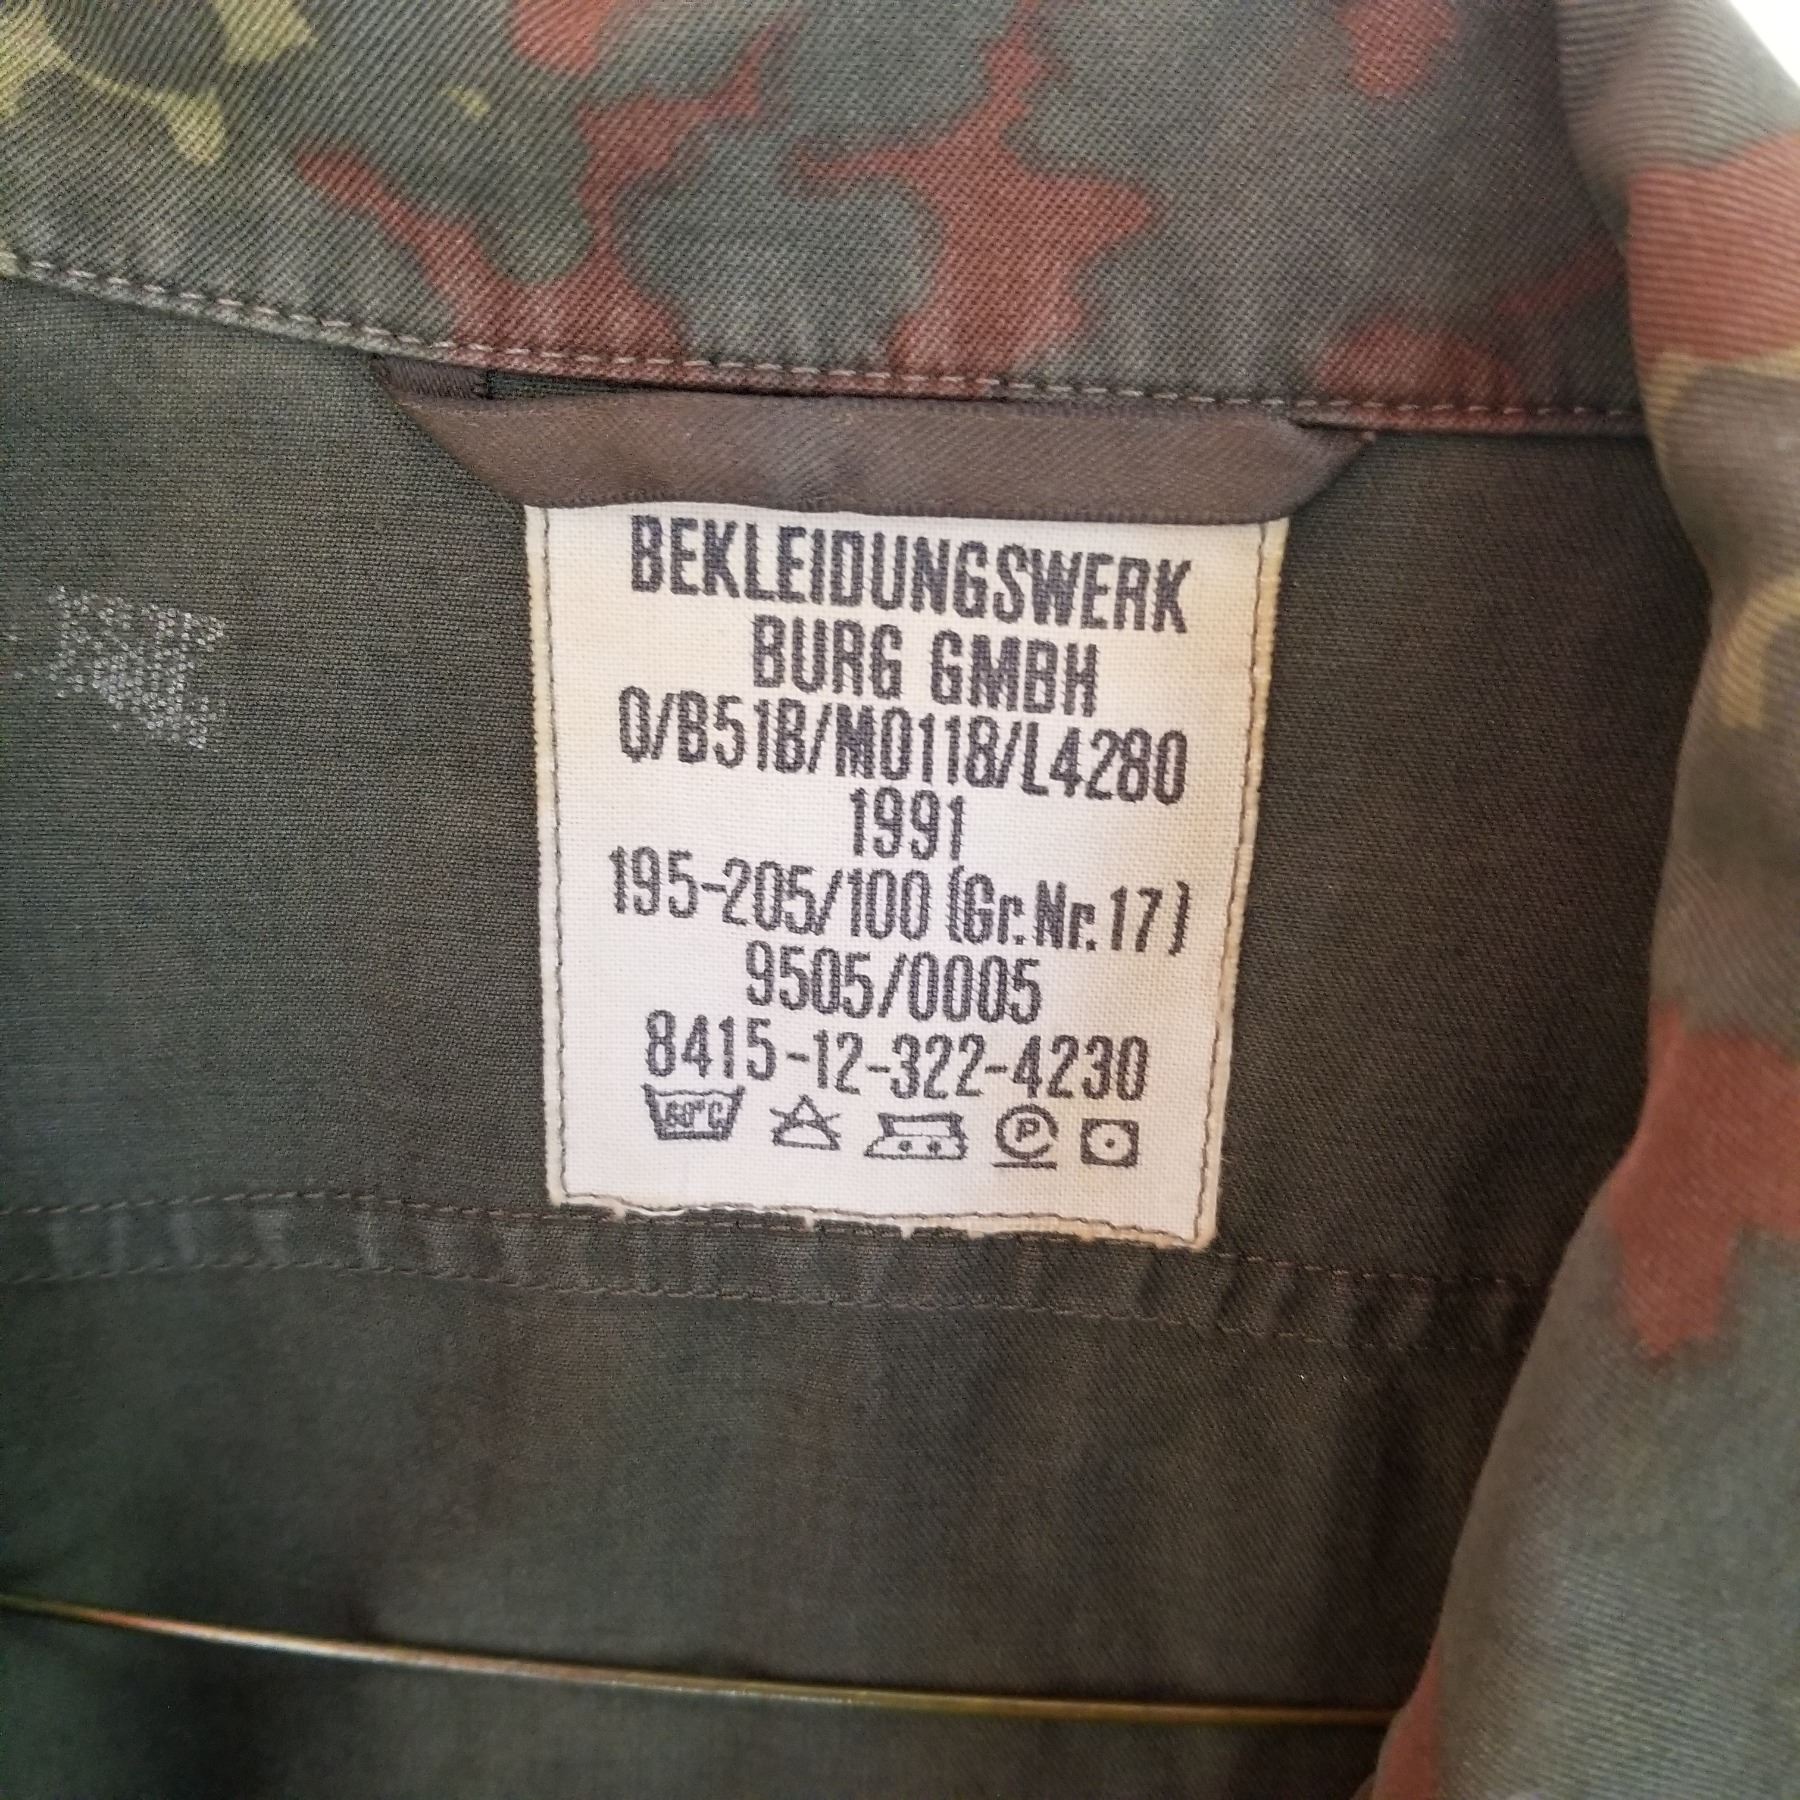 BEKLEIDUNGSWERK
BURG GMBH
Q/B51B/M0118/L4280
1991
195-205/100 (Gr.Nr.17)
9505/0005
8415-12-322-4230
60°C
P